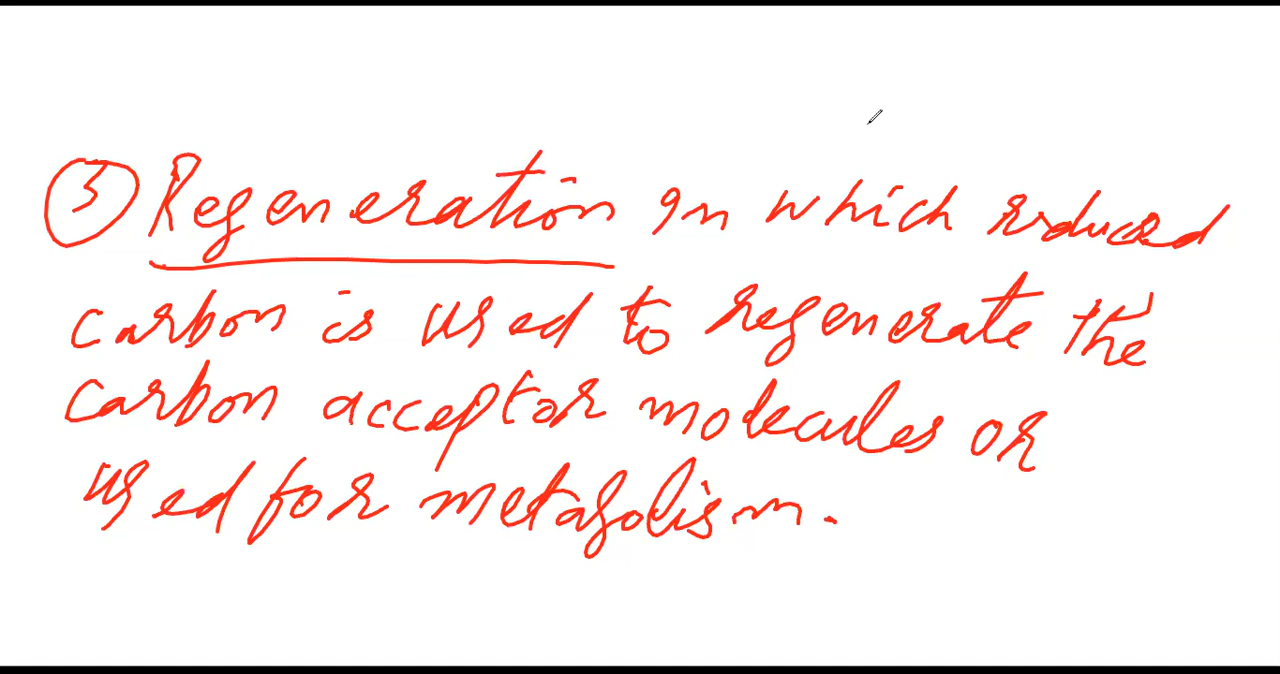 ③ Regeneration In which reduced
carbon is used to regenerate the
carbon acceptor molecules or
used for metabolism.